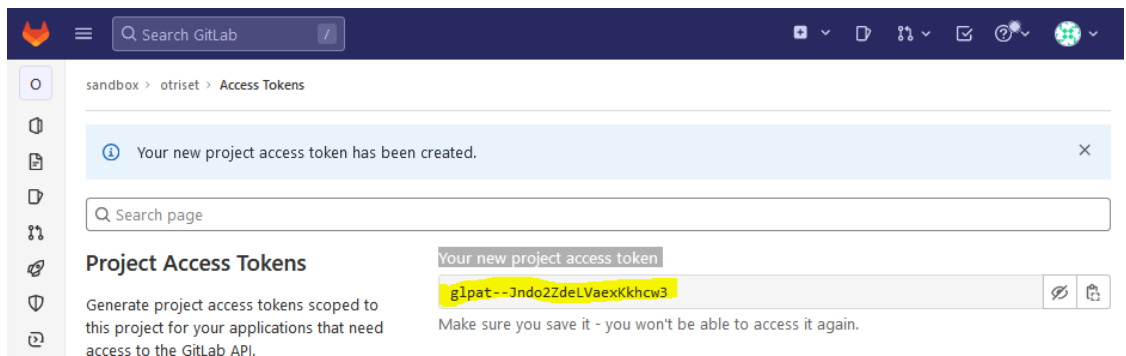 Search GitLab /
O
sandbox > otriset > Access Tokens
Your new project access token has been created.
Search page
Project Access Tokens
Generate project access tokens scoped to
this project for your applications that need
access to the GitLab API.
Your new project access token
glpat--Jndo2ZdeLVaexKkhcw3
Make sure you save it - you won't be able to access it again.